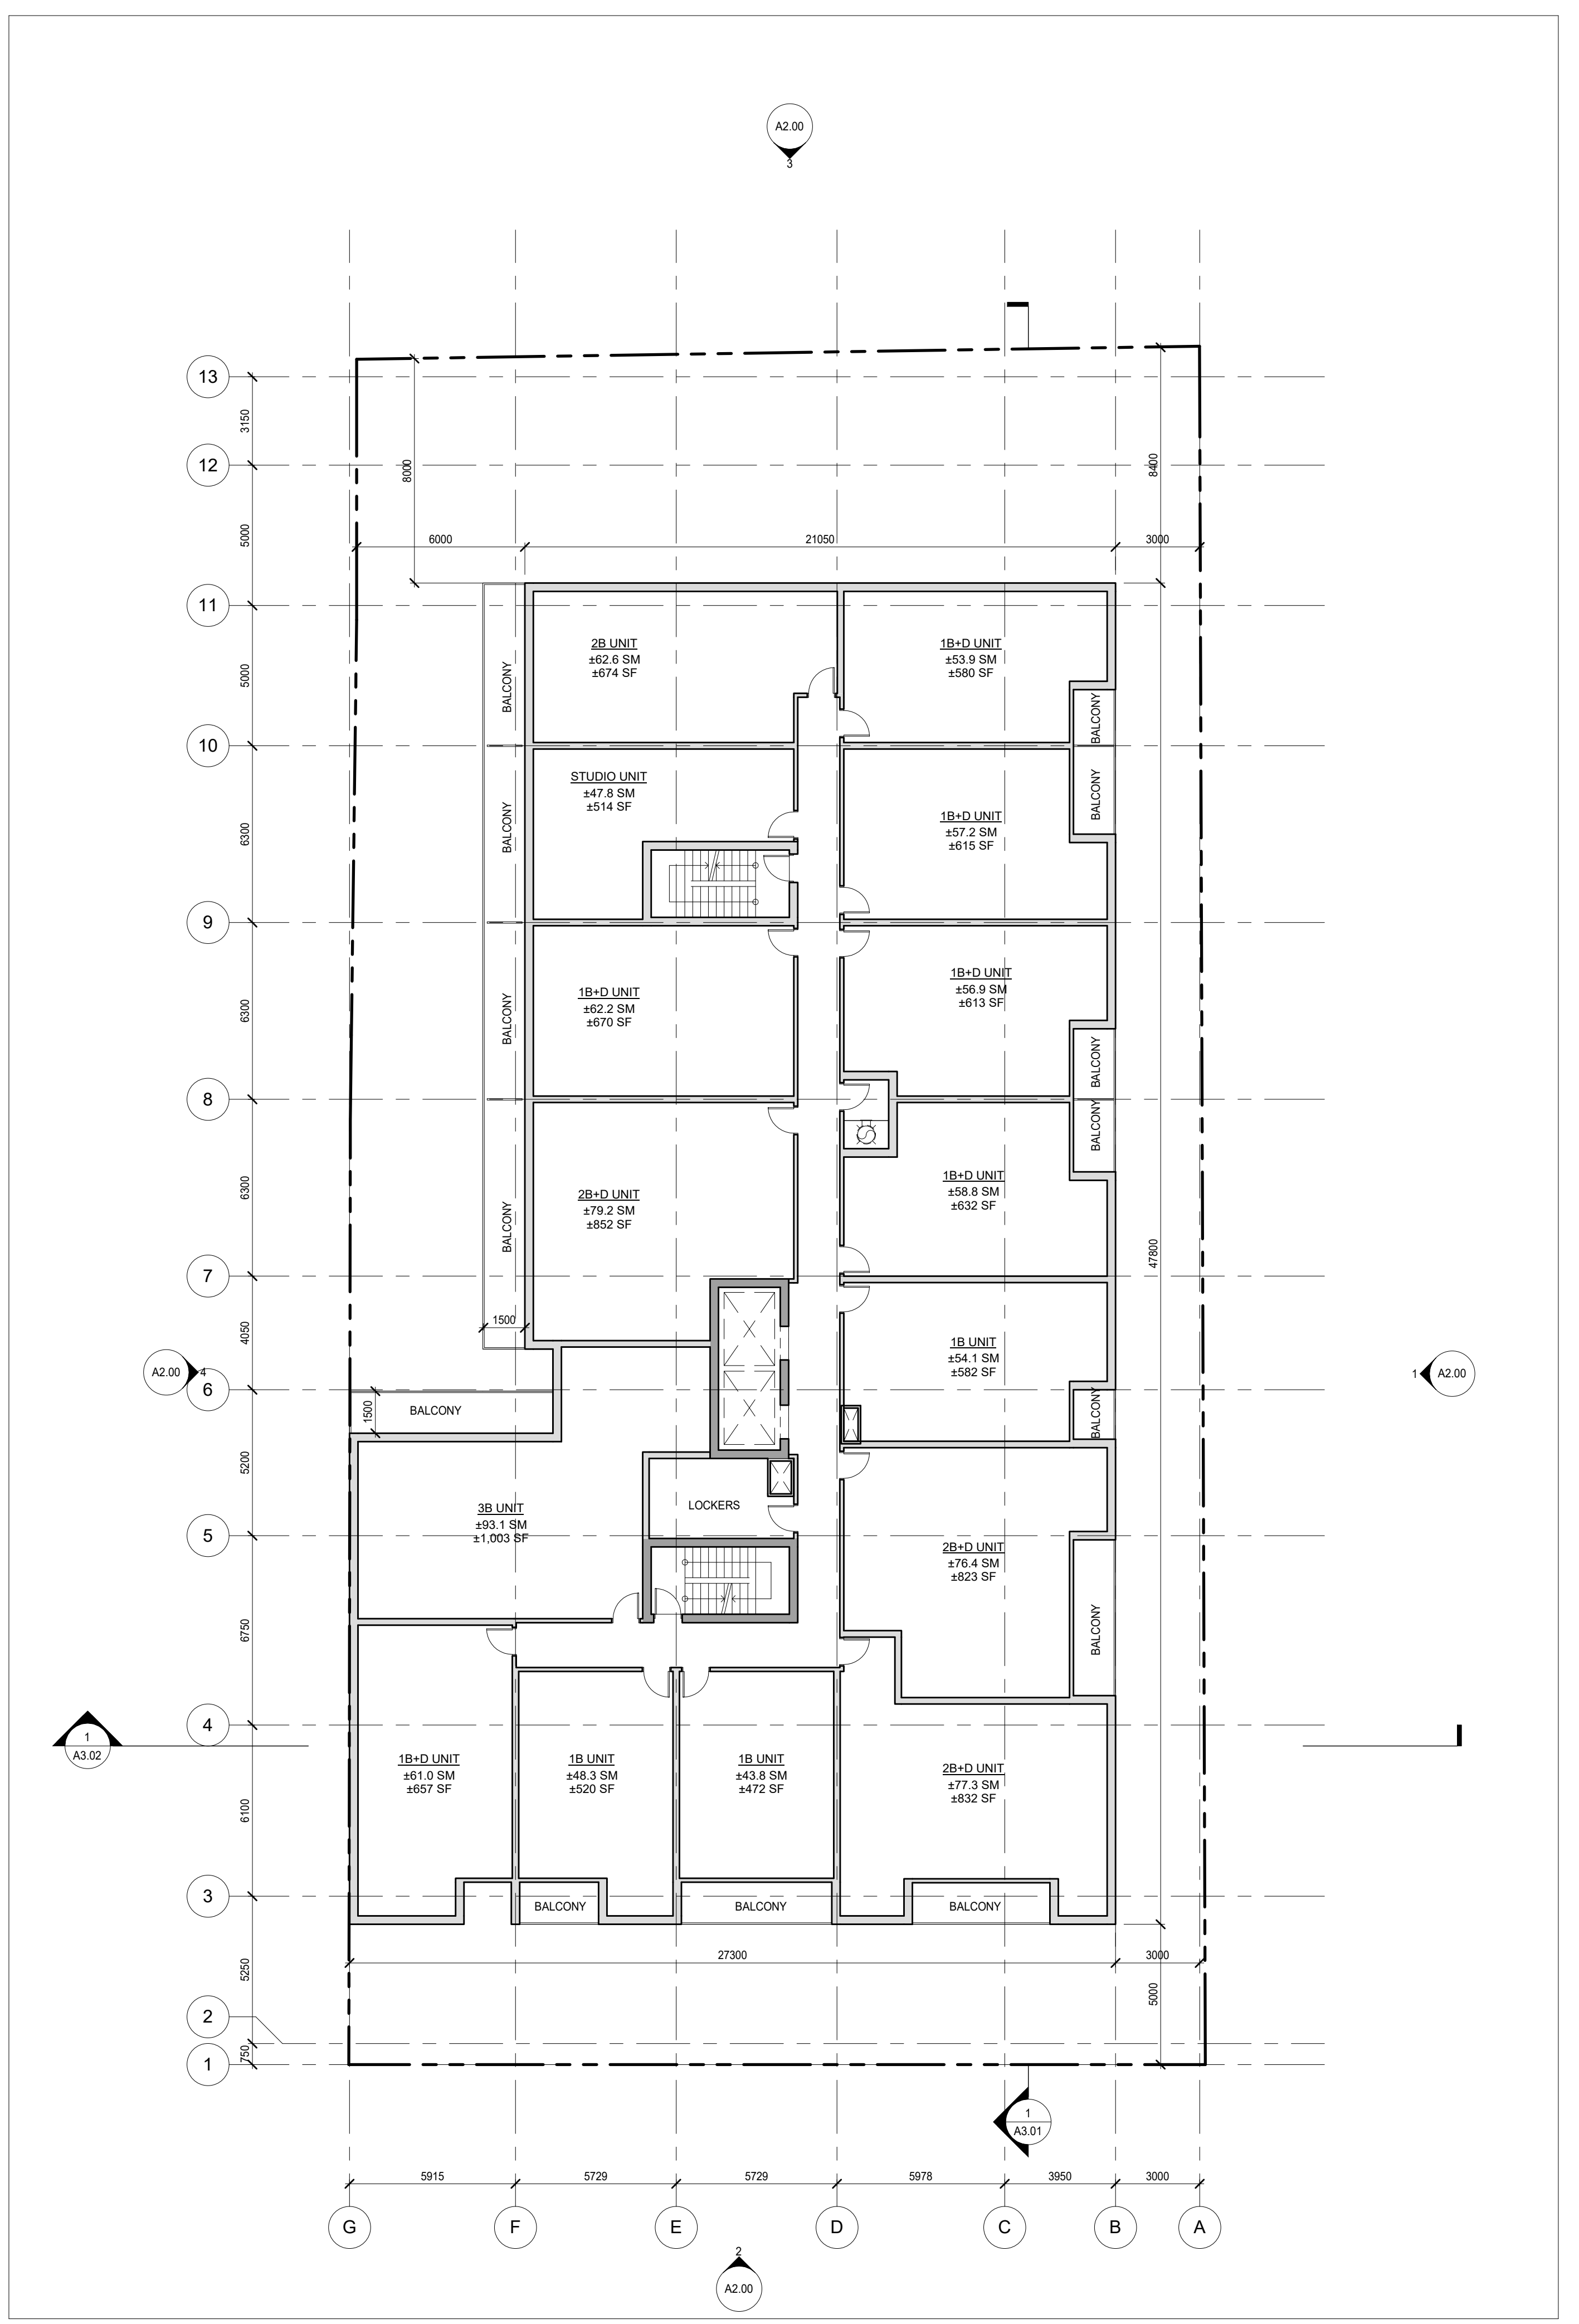 A2.00
3
13
3150
12
8000
8400
5000
6000
21050
3000
11
2B UNIT
±62.6 SM
±674 SF
1B+D UNIT
±53.9 SM
±580 SF
5000
BALCONY
BALCONY
10
STUDIO UNIT
±47.8 SM
±514 SF
BALCONY
1B+D UNIT
±57.2 SM
±615 SF
6300
BALCONY
9
1B+D UNIT
±62.2 SM
±670 SF
1B+D UNIT
±56.9 SM
±613 SF
6300
BALCONY
BALCONY
8
BALCONY
2B+D UNIT
±79.2 SM
±852 SF
1B+D UNIT
±58.8 SM
±632 SF
6300
BALCONY
47800
7
4050
1500
1B UNIT
±54.1 SM
±582 SF
A2.00
4
6
1
A2.00
1500
BALCONY
BALCONY
5200
LOCKERS
3B UNIT
±93.1 SM
±1,003 SF
5
2B+D UNIT
±76.4 SM
±823 SF
6750
BALCONY
4
1
A3.02
1B+D UNIT
±61.0 SM
±657 SF
1B UNIT
±48.3 SM
±520 SF
1B UNIT
±43.8 SM
±472 SF
2B+D UNIT
±77.3 SM
±832 SF
6100
3
BALCONY
BALCONY
BALCONY
27300
3000
5250
5000
2
750
1
1
A3.01
5915
5729
5729
5978
3950
3000
G
F
E
D
C
B
A
2
A2.00